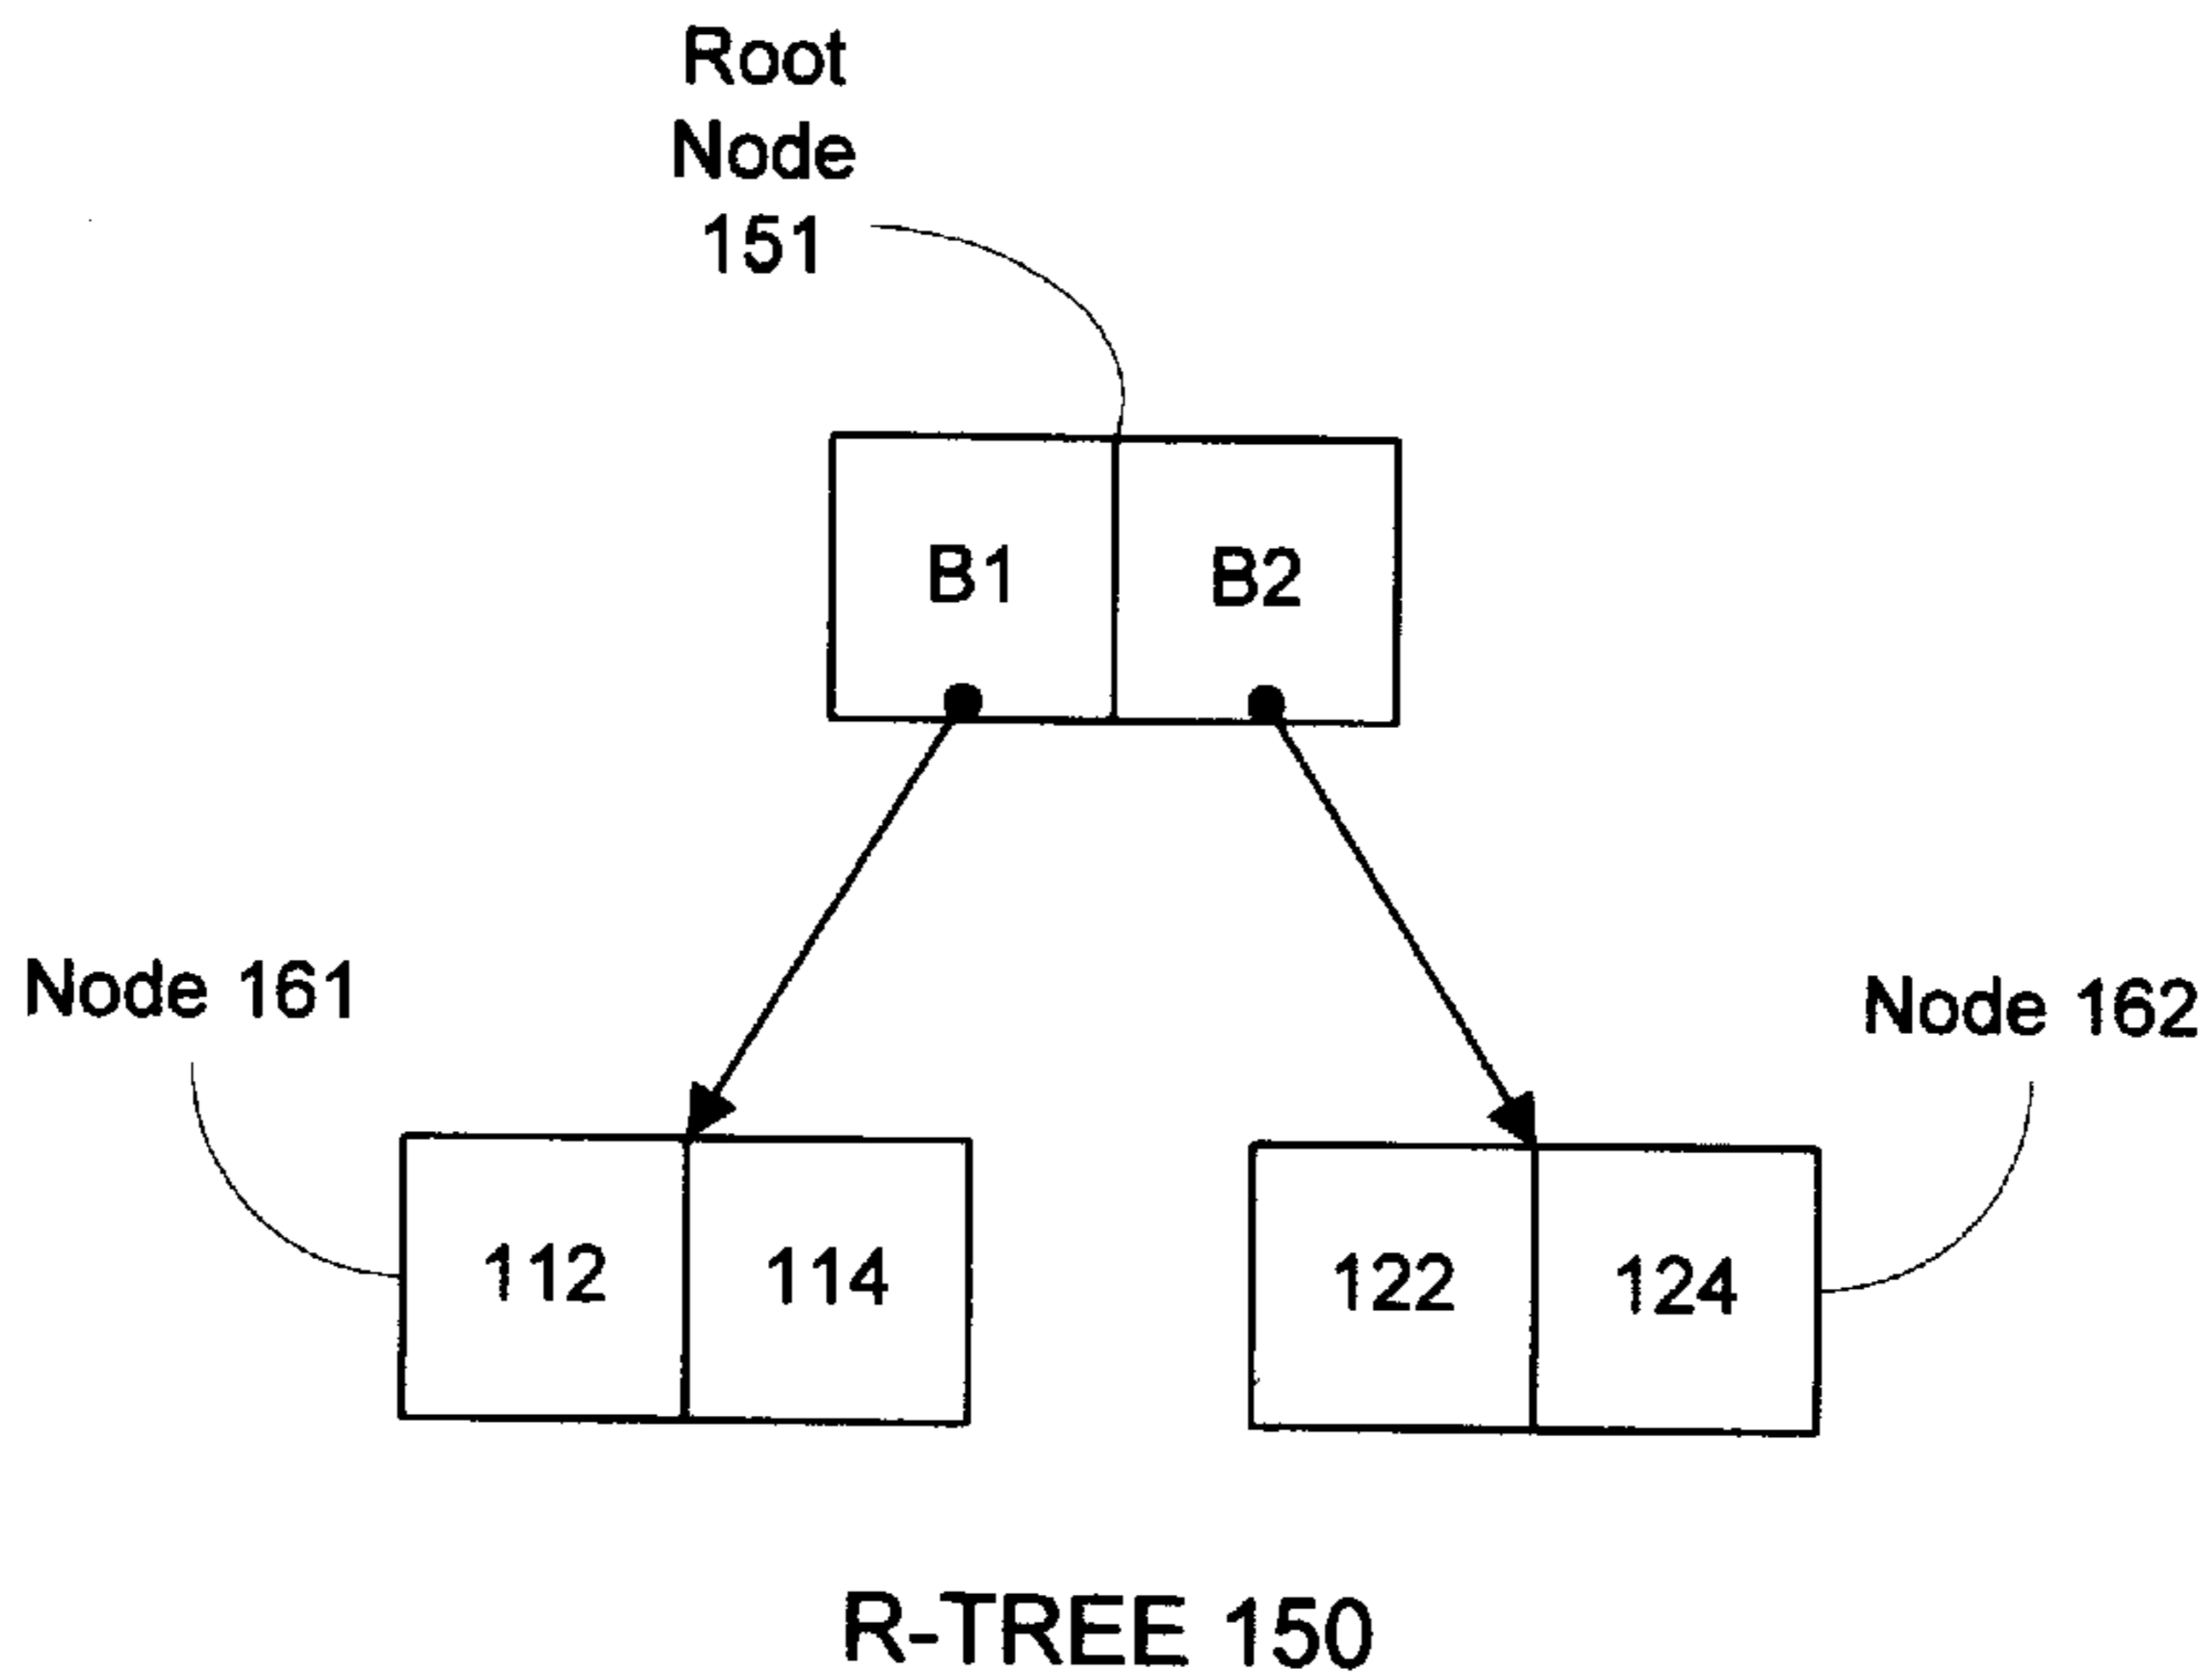 Root
Node
151
B1
B2
Node 161
Node 162
112
114
122
124
R-TREE 150